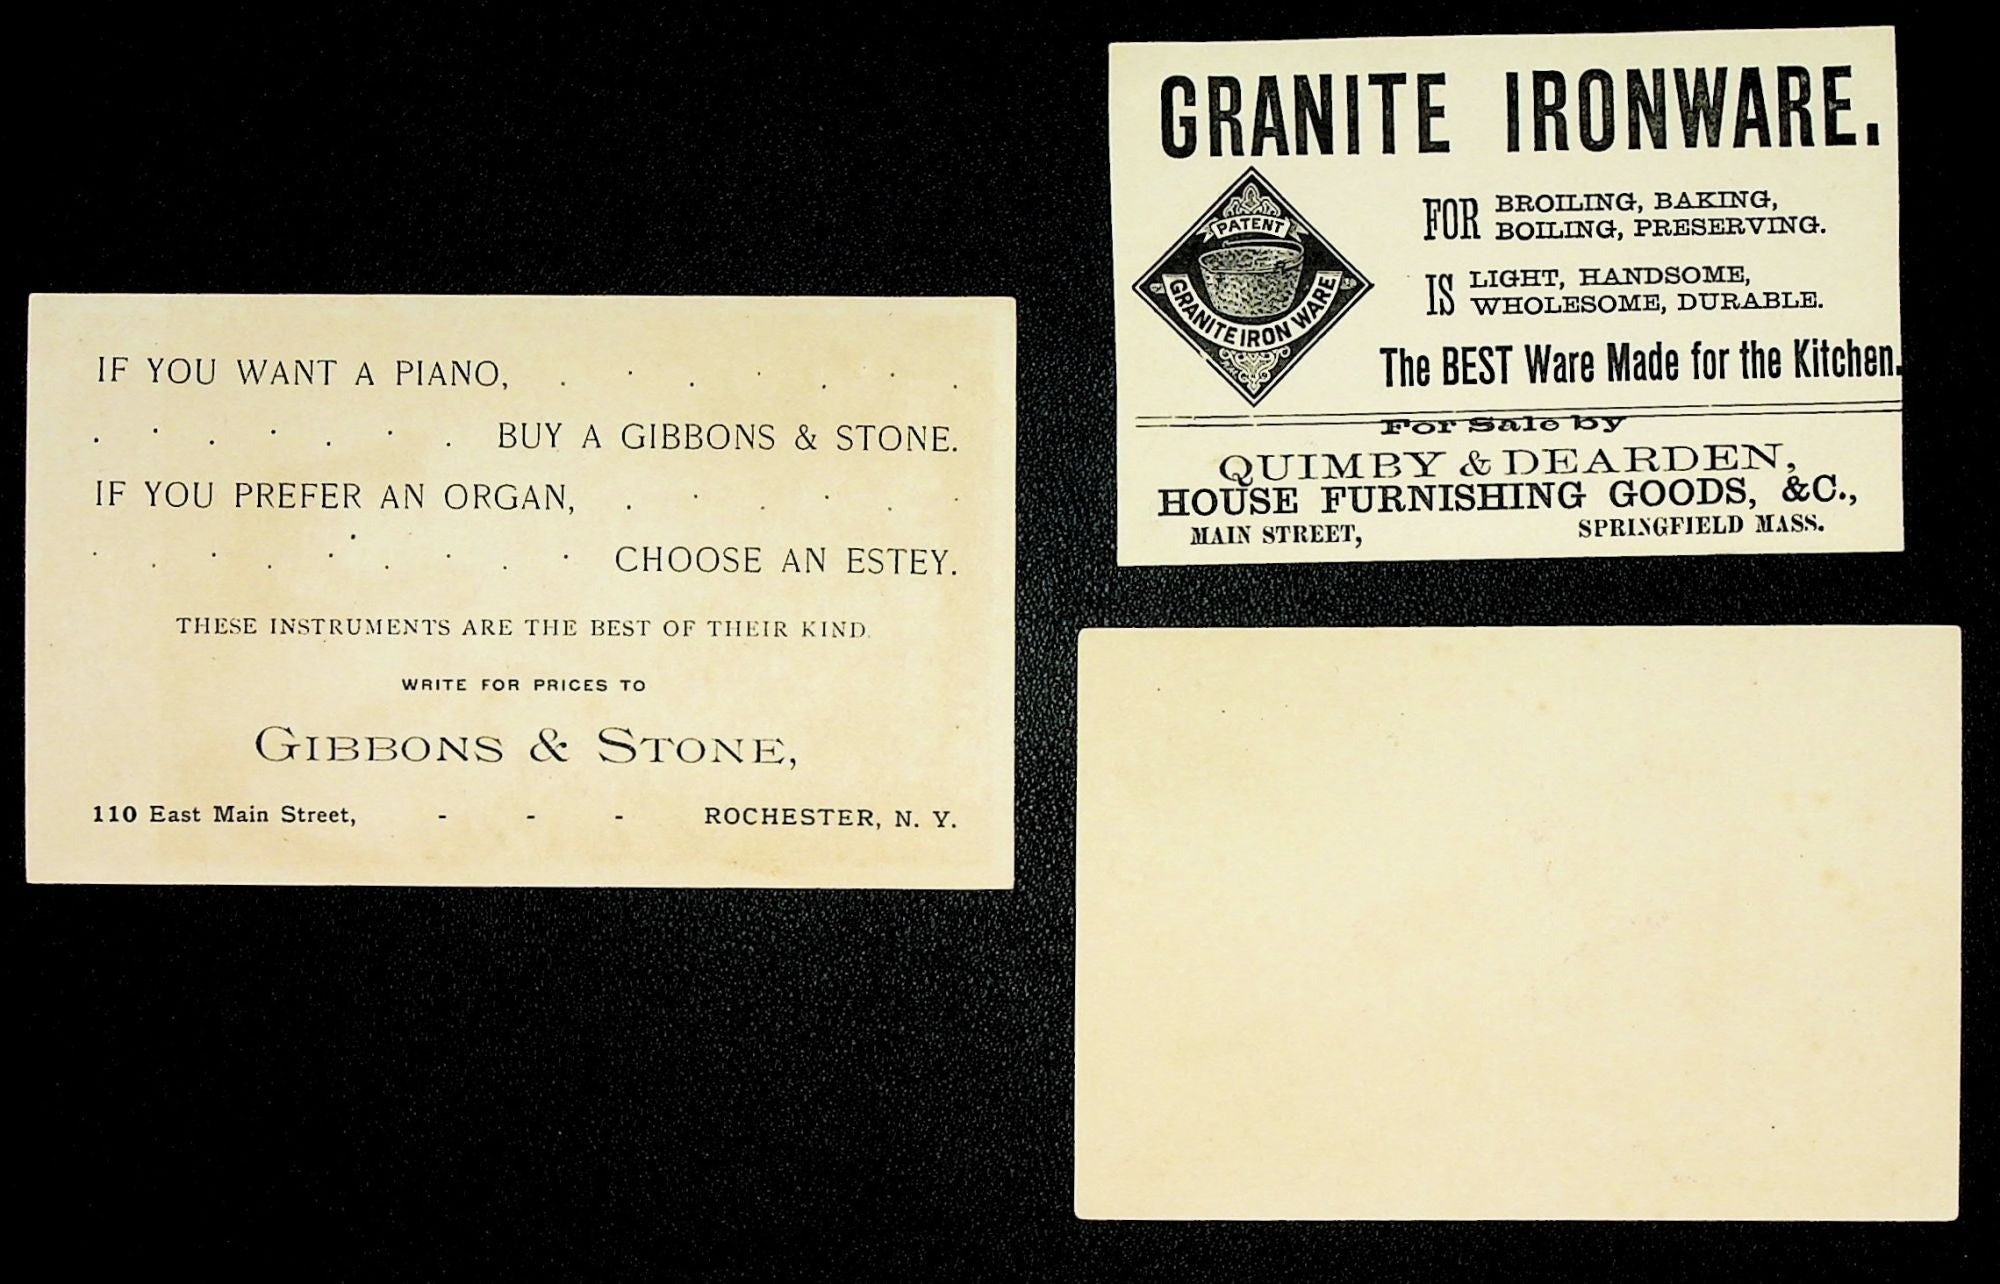 IF YOU WANT A PIANO, . . . . . . .
. . . . . . . BUY A GIBBONS & STONE.
IF YOU PREFER AN ORGAN, . . . . . .
. . . . . . . . . CHOOSE AN ESTEY.
THESE INSTRUMENTS ARE THE BEST OF THEIR KIND.
WRITE FOR PRICES TO
GIBBONS & STONE,
110 East Main Street, - - - ROCHESTER, N. Y.
GRANITE IRONWARE.
PATENT
GRANITE IRON WARE
FOR BROILING, BAKING,
BOILING, PRESERVING.
IS LIGHT, HANDSOME,
WHOLESOME, DURABLE.
The BEST Ware Made for the Kitchen.
For Sale by
QUIMBY & DEARDEN,
HOUSE FURNISHING GOODS, &C.,
MAIN STREET, SPRINGFIELD MASS.